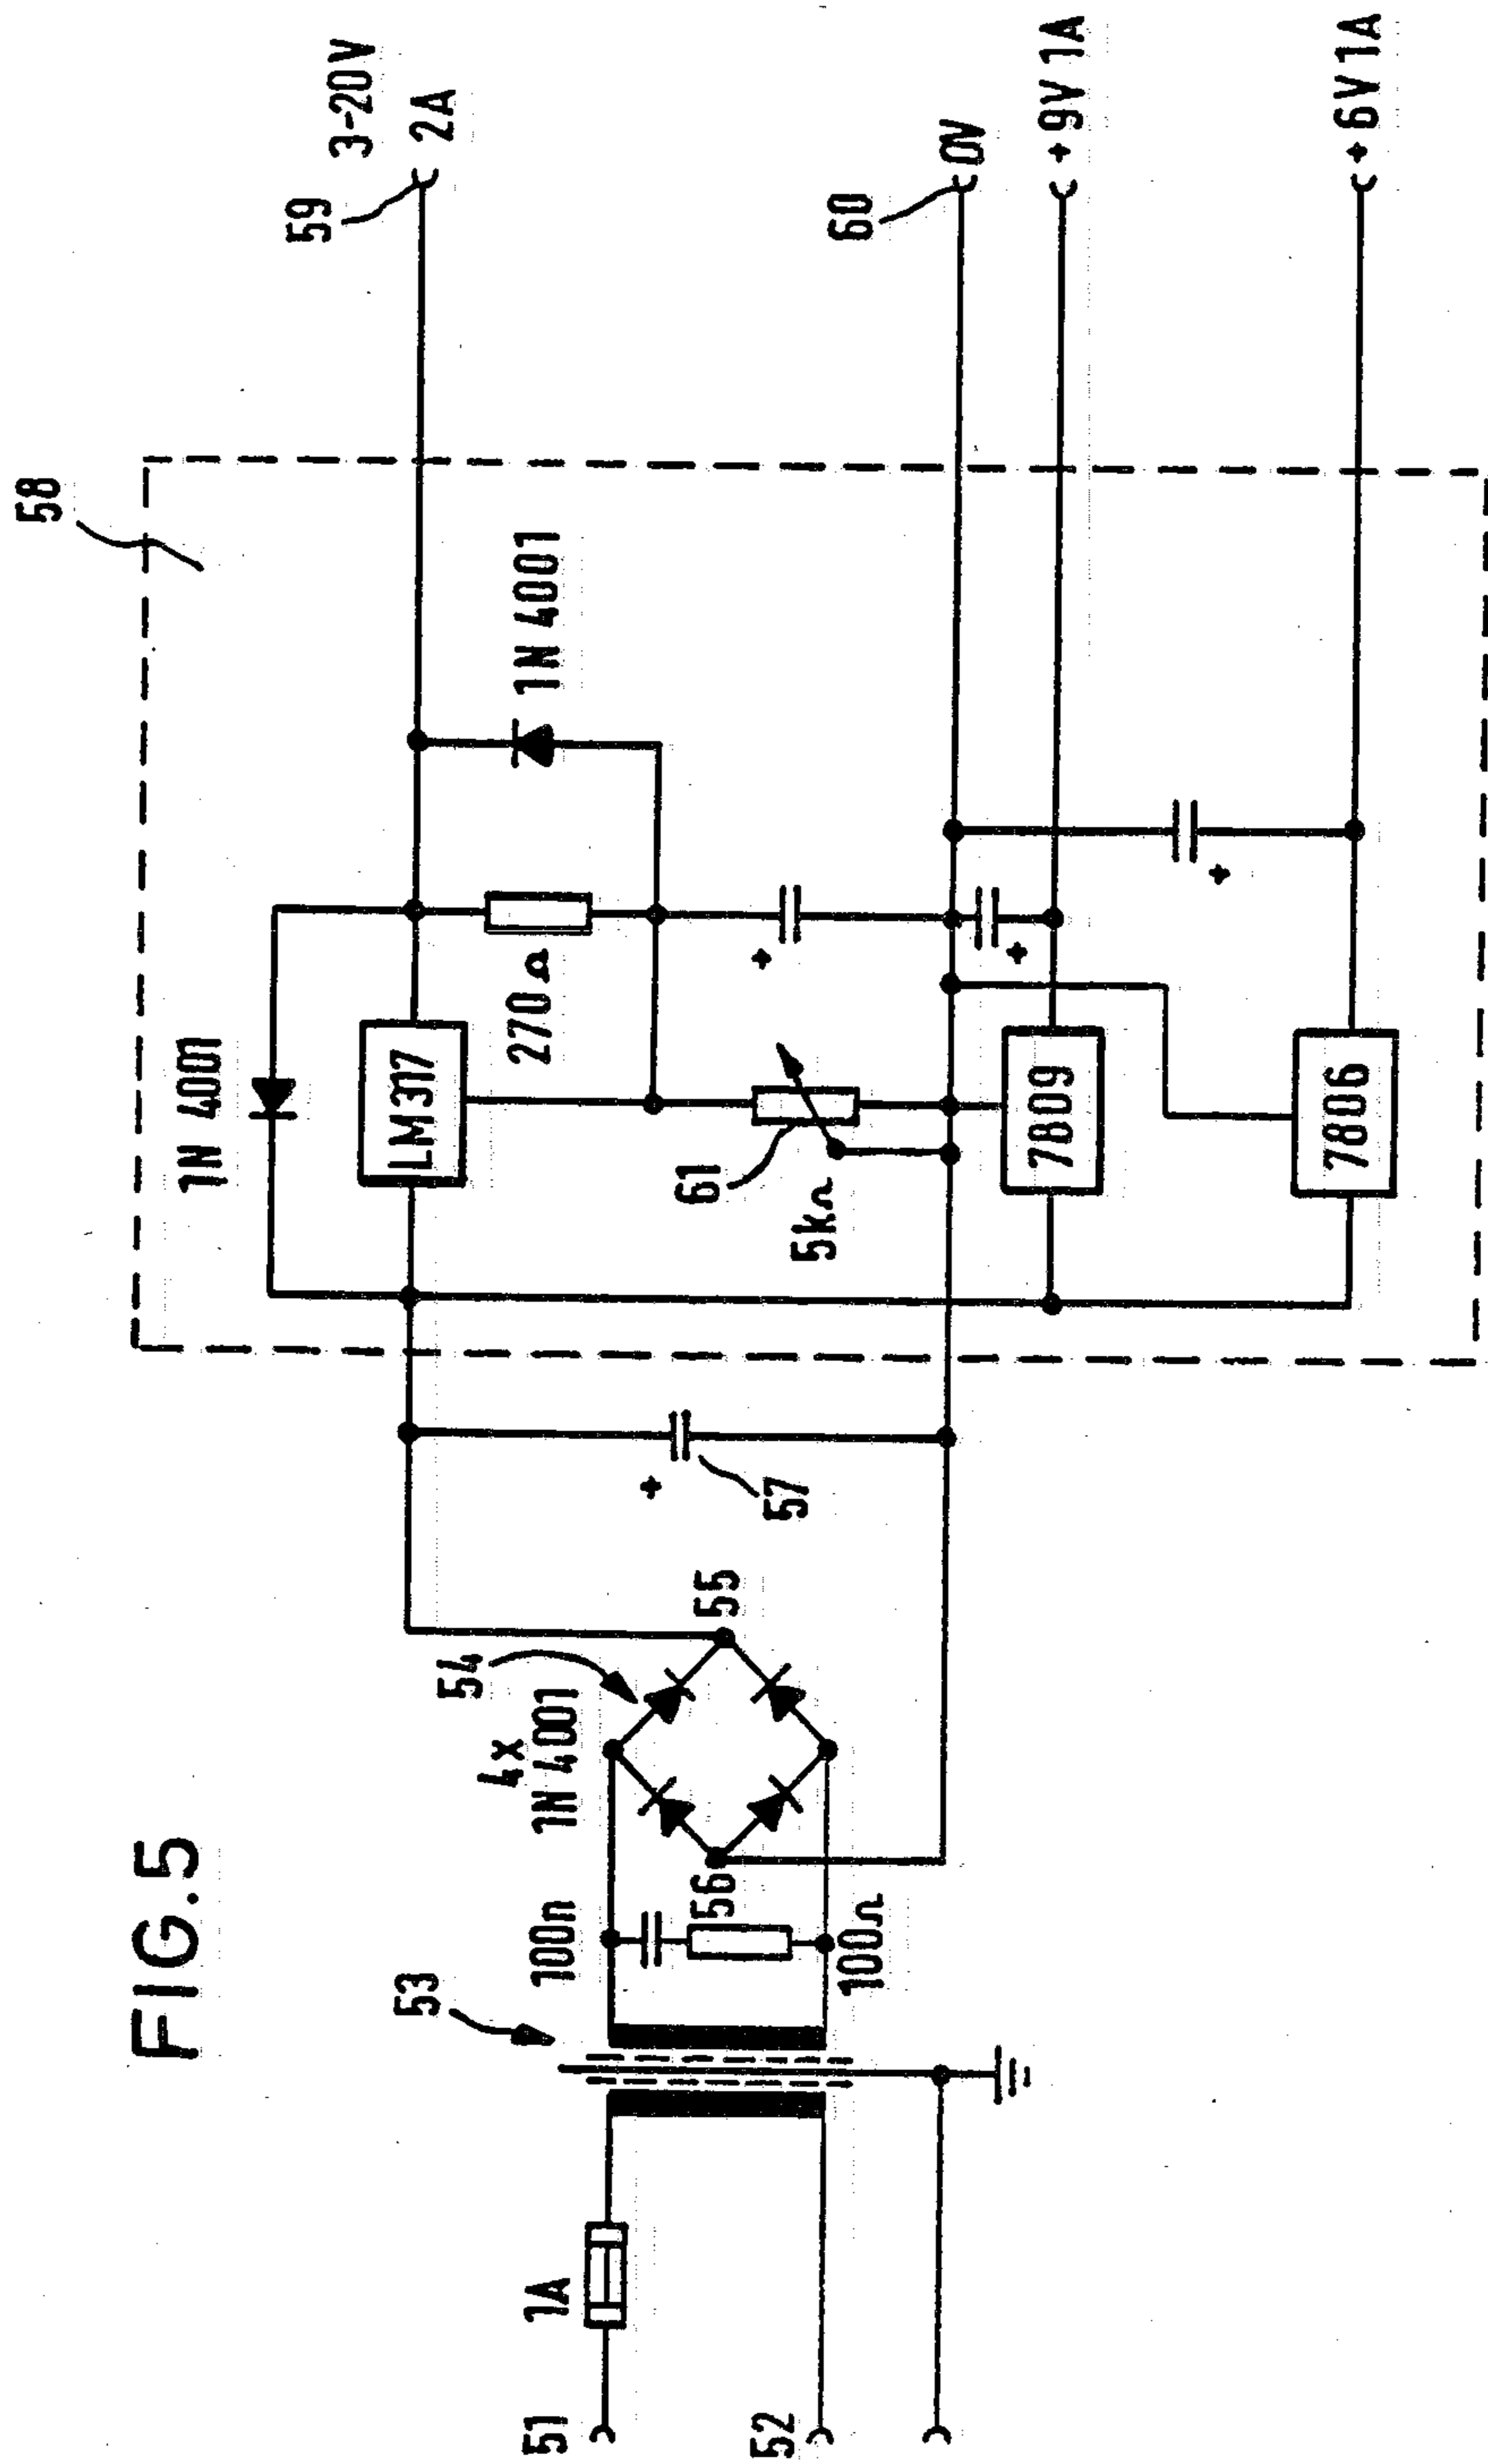 FIG.5
51
1A
52
53
100n
100Ω
4x
1N 4001
54
55
56
57
58
1N 4001
LM317
270Ω
1N 4001
61
5kΩ
7809
7806
59
3-20V
2A
60
0V
+9V 1A
+6V 1A